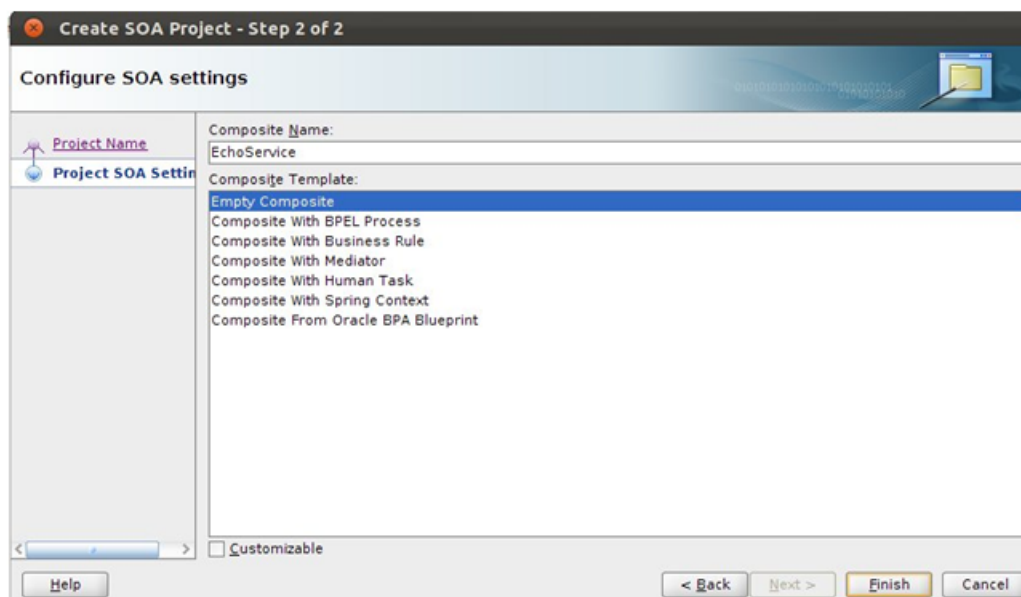 Create SOA Project - Step 2 of 2
Configure SOA settings
Project Name
Project SOA Settin
Composite Name:
EchoService
Composite Template:
Empty Composite
Composite With BPEL Process
Composite With Business Rule
Composite With Mediator
Composite With Human Task
Composite With Spring Context
Composite From Oracle BPA Blueprint
Customizable
Help
< Back
Next >
Finish
Cancel